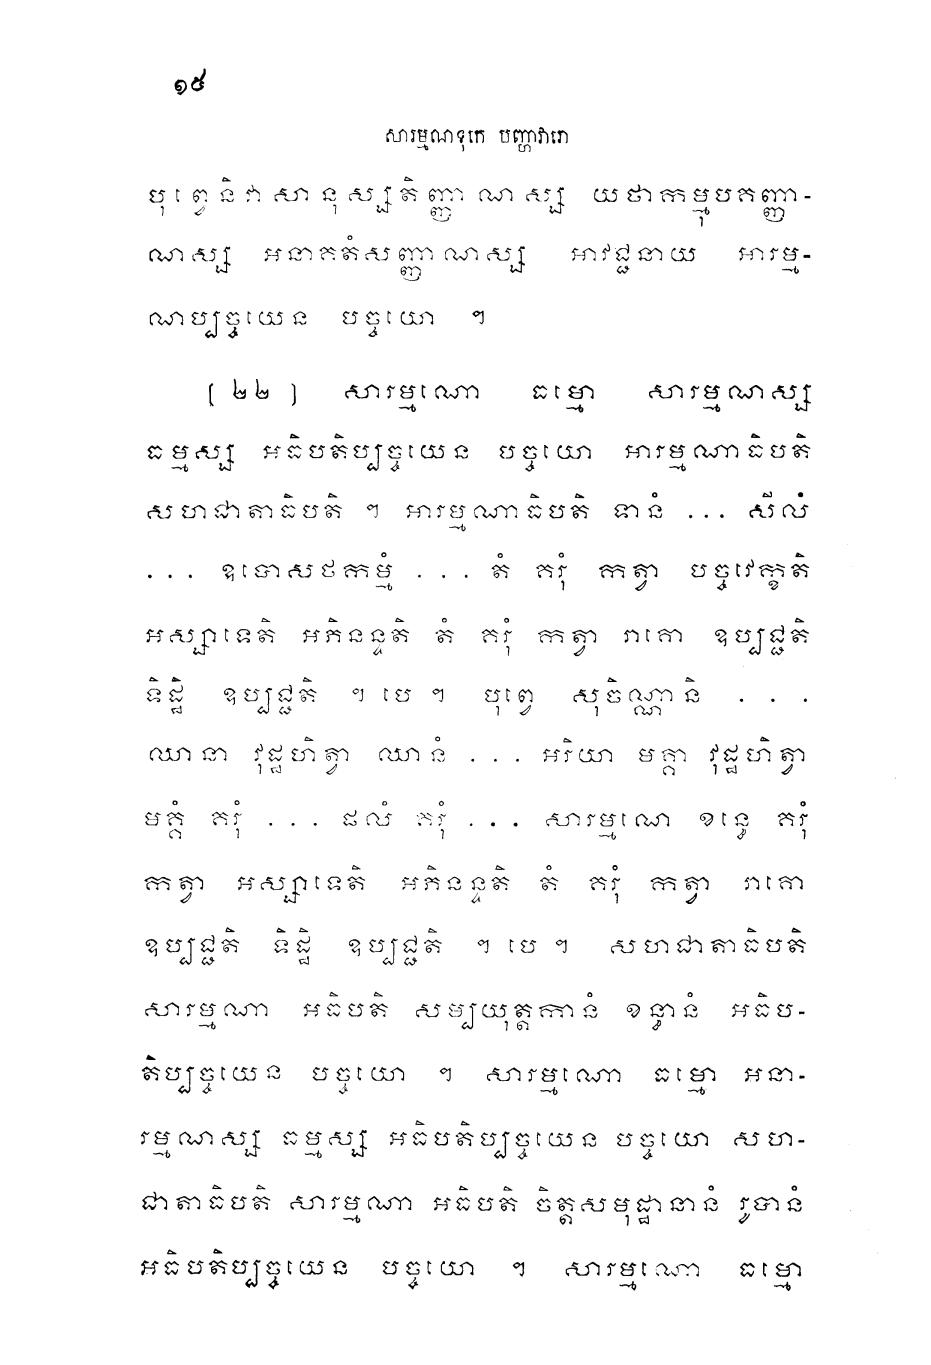 ១៥
សារម្មណទុកេ បញ្ហាវារោ
បុព្វេនិវាសានុស្សតិញ្ញាណស្ស យថាកម្មុបគញ្ញា-
ណស្ស អនាគតំសញ្ញាណស្ស អាវជ្ជនាយ អារម្ម-
ណប្បច្ចយេន បច្ចយោ ។
[ ២២ ] សារម្មណោ ធម្មោ សារម្មណស្ស
ធម្មស្ស អធិបតិប្បច្ចយេន បច្ចយោ អារម្មណាធិបតិ
សហជាតាធិបតិ ។ អារម្មណាធិបតិ ទានំ ... សីលំ
... ឧបោសថកម្មំ ... តំ គរុំ កត្វា បច្ចវេក្ខតិ
អស្សាទេតិ អភិនន្ទតិ តំ គរុំ កត្វា រាគោ ឧប្បជ្ជតិ
ទិដ្ឋិ ឧប្បជ្ជតិ ។ បេ ។ បុព្វេ សុចិណ្ណានិ ...
ឈានា វុដ្ឋហិត្វា ឈានំ ... អរិយា មគ្គា វុដ្ឋហិត្វា
មគ្គំ គរុំ ... ផលំ គរុំ ... សារម្មណេ ខន្ធេ គរុំ
កត្វា អស្សាទេតិ អភិនន្ទតិ តំ គរុំ កត្វា រាគោ
ឧប្បជ្ជតិ ទិដ្ឋិ ឧប្បជ្ជតិ ។ បេ ។ សហជាតាធិបតិ
សារម្មណា អធិបតិ សម្បយុត្តកានំ ខន្ធានំ អធិប-
តិប្បច្ចយេន បច្ចយោ ។ សារម្មណោ ធម្មោ អនា-
រម្មណស្ស ធម្មស្ស អធិបតិប្បច្ចយេន បច្ចយោ សហ-
ជាតាធិបតិ សារម្មណា អធិបតិ ចិត្តសមុដ្ឋានានំ រូបានំ
អធិបតិប្បច្ចយេន បច្ចយោ ។ សារម្មណោ ធម្មោ